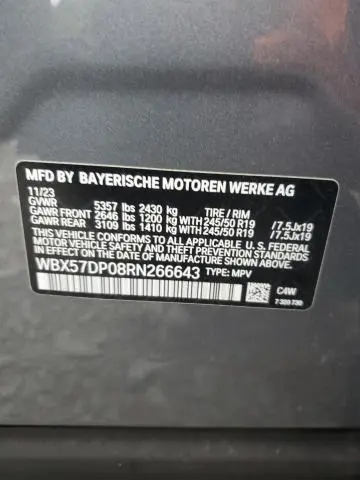 MFD BY BAYERISCHE MOTOREN WERKE AG
11/23
GVWR 5357 lbs 2430 kg TIRE / RIM
GAWR FRONT 2646 lbs 1200 kg WITH 245/50 R19 /7.5Jx19
GAWR REAR 3109 lbs 1410 kg WITH 245/50 R19 /7.5Jx19
THIS VEHICLE CONFORMS TO ALL APPLICABLE U.S. FEDERAL MOTOR
VEHICLE SAFETY STANDARDS IN EFFECT ON THE DATE OF
MANUFACTURE SHOWN ABOVE.
WBX57DP08RN266643 TYPE: MPV
C4W